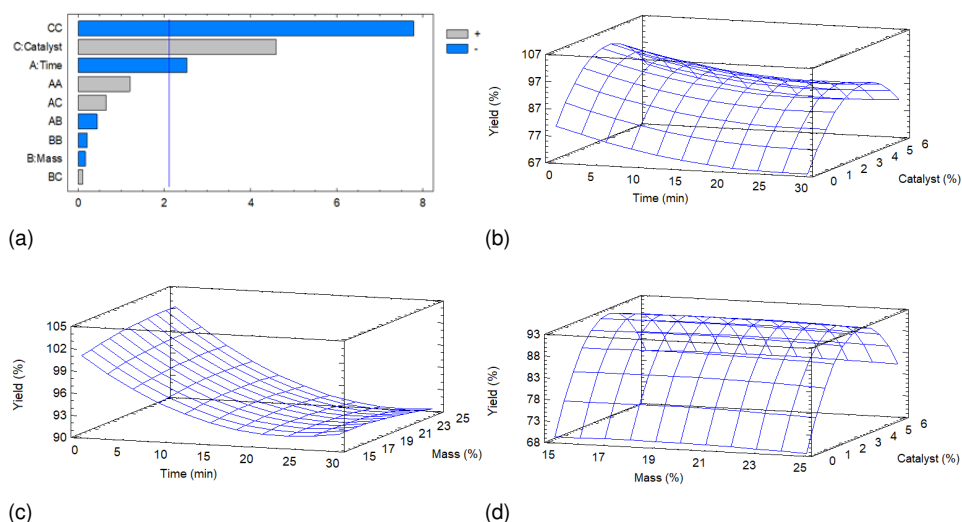 CC
C:Catalyst
A:Time
AA
AC
AB
BB
B:Mass
BC
0 2 4 6 8
+
-
(a)
107
97
87
77
67
Yield (%)
0 5 10 15 20 25 30
Time (min)
0 1 2 3 4 5 6
Catalyst (%)
(b)
105
102
99
96
93
90
Yield (%)
0 5 10 15 20 25 30
Time (min)
15 17 19 21 23 25
Mass (%)
(c)
93
88
83
78
73
68
Yield (%)
15 17 19 21 23 25
Mass (%)
0 1 2 3 4 5 6
Catalyst (%)
(d)